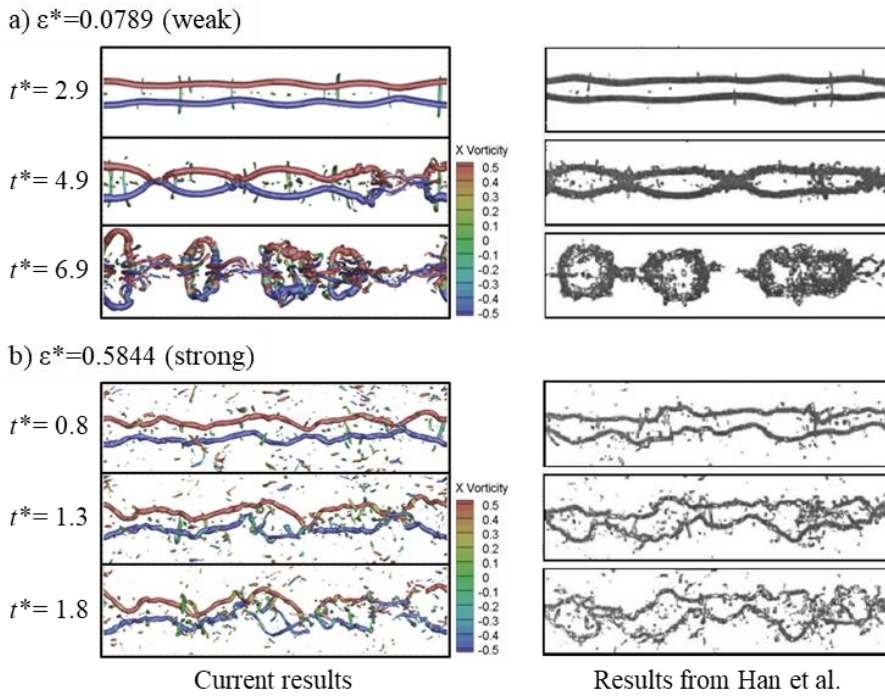 a) ε*=0.0789 (weak)
t*= 2.9
t*= 4.9
t*= 6.9
X Vorticity
0.5
0.4
0.3
0.2
0.1
0
-0.1
-0.2
-0.3
-0.4
-0.5
b) ε*=0.5844 (strong)
t*= 0.8
t*= 1.3
t*= 1.8
X Vorticity
0.5
0.4
0.3
0.2
0.1
0
-0.1
-0.2
-0.3
-0.4
-0.5
Current results
Results from Han et al.